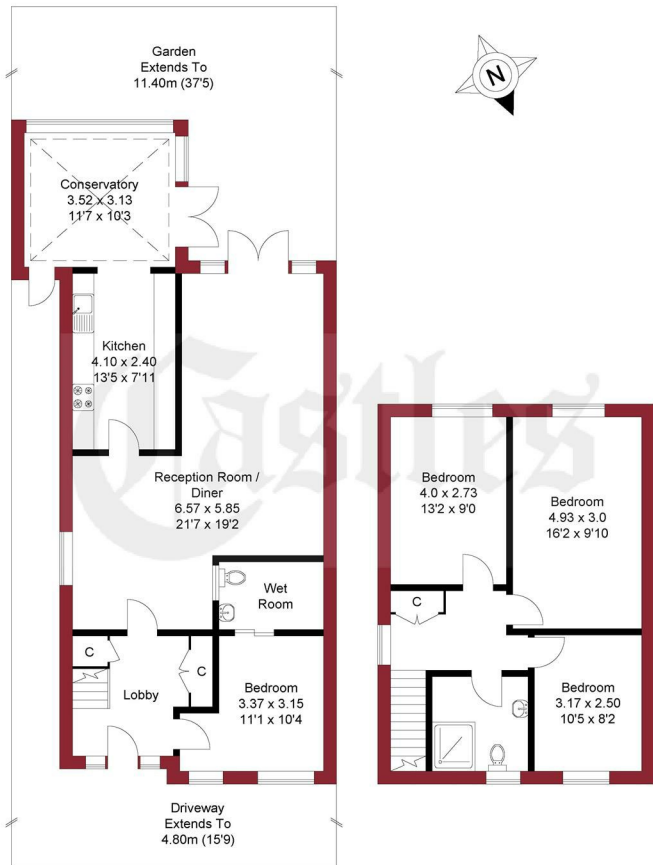 Garden
Extends To
11.40m (37'5)
N
Conservatory
3.52 x 3.13
11'7 x 10'3
Kitchen
4.10 x 2.40
13'5 x 7'11
Castles
Reception Room /
Diner
6.57 x 5.85
21'7 x 19'2
Wet
Room
C
C
Lobby
Bedroom
3.37 x 3.15
11'1 x 10'4
Driveway
Extends To
4.80m (15'9)
Bedroom
4.0 x 2.73
13'2 x 9'0
Bedroom
4.93 x 3.0
16'2 x 9'10
C
Bedroom
3.17 x 2.50
10'5 x 8'2